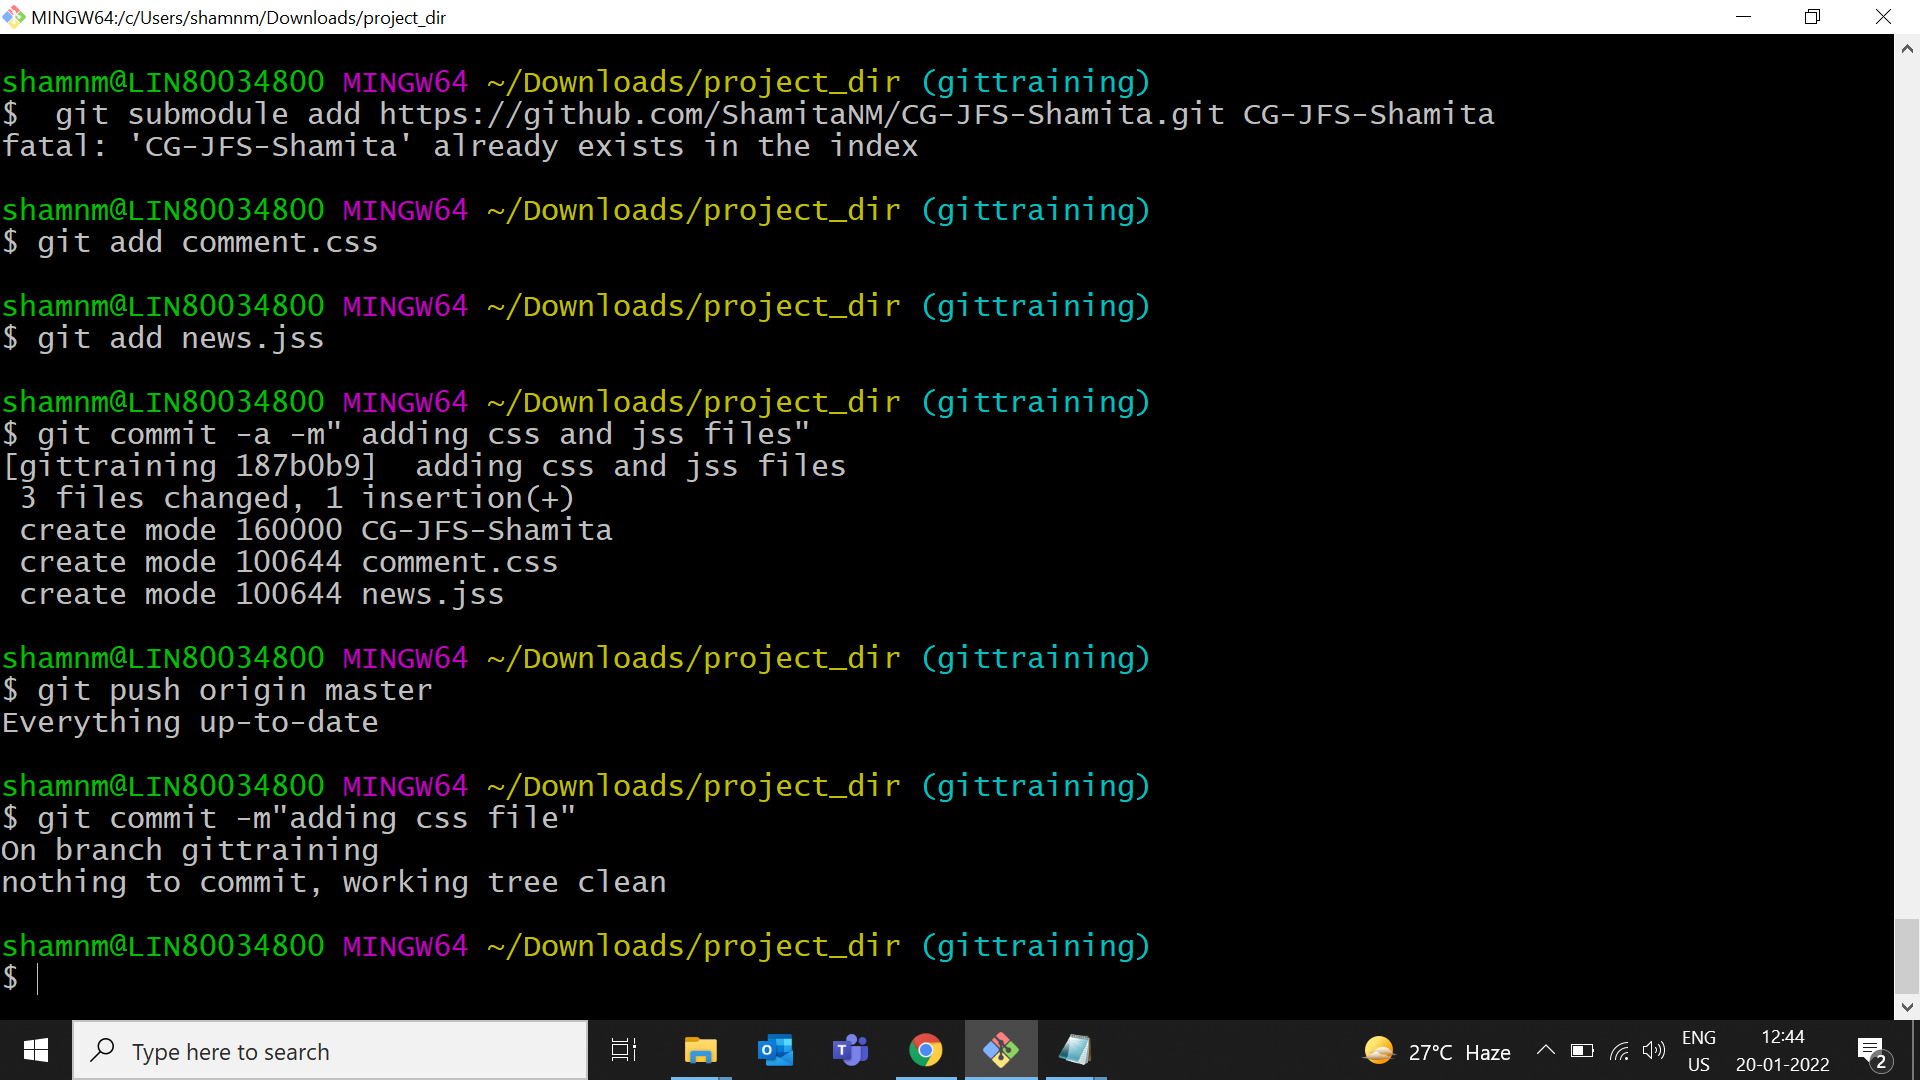 MINGW64:/c/Users/shamnm/Downloads/project_dir
shamnm@LIN80034800 MINGW64 ~/Downloads/project_dir (gittraining)
$  git submodule add https://github.com/ShamitaNM/CG-JFS-Shamita.git CG-JFS-Shamita
fatal: 'CG-JFS-Shamita' already exists in the index
shamnm@LIN80034800 MINGW64 ~/Downloads/project_dir (gittraining)
$ git add comment.css
shamnm@LIN80034800 MINGW64 ~/Downloads/project_dir (gittraining)
$ git add news.jss
shamnm@LIN80034800 MINGW64 ~/Downloads/project_dir (gittraining)
$ git commit -a -m" adding css and jss files"
[gittraining 187b0b9]  adding css and jss files
 3 files changed, 1 insertion(+)
 create mode 160000 CG-JFS-Shamita
 create mode 100644 comment.css
 create mode 100644 news.jss
shamnm@LIN80034800 MINGW64 ~/Downloads/project_dir (gittraining)
$ git push origin master
Everything up-to-date
shamnm@LIN80034800 MINGW64 ~/Downloads/project_dir (gittraining)
$ git commit -m"adding css file"
On branch gittraining
nothing to commit, working tree clean
shamnm@LIN80034800 MINGW64 ~/Downloads/project_dir (gittraining)
$
Type here to search
27°C Haze
ENG
US
12:44
20-01-2022
2